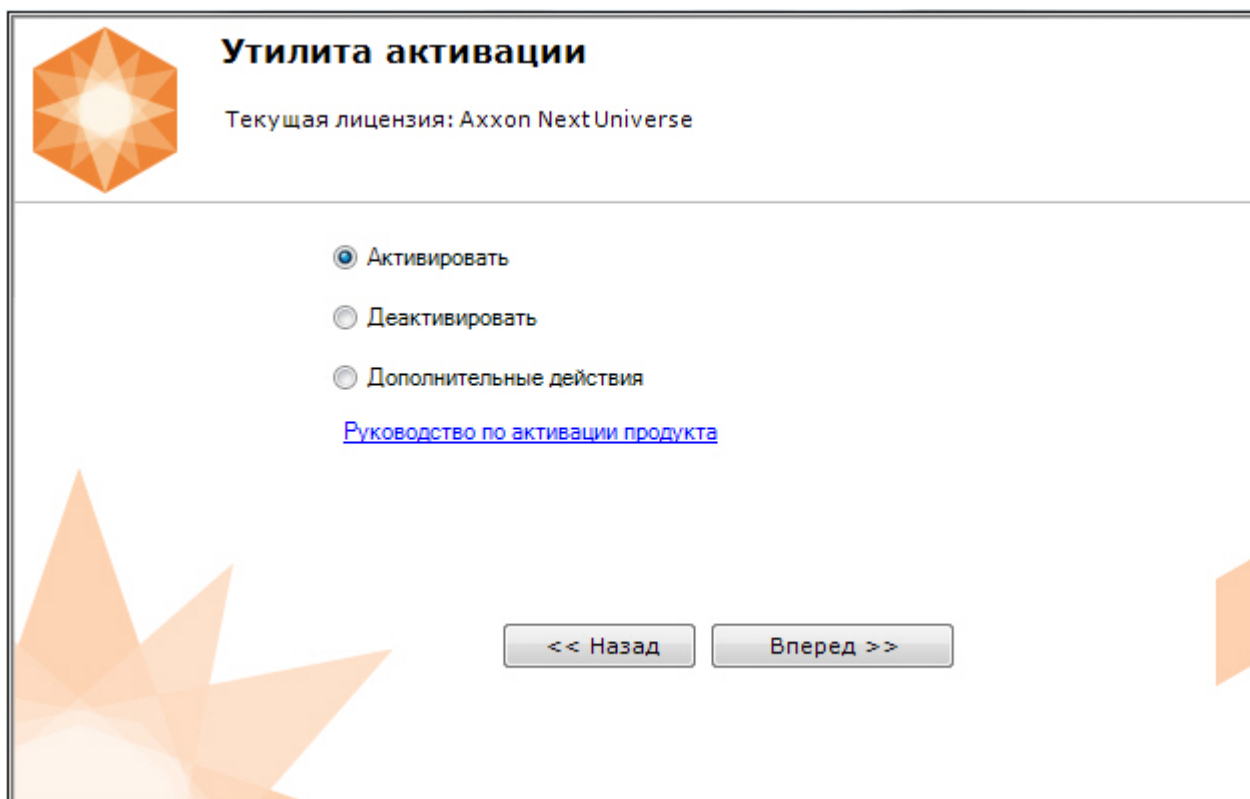 Утилита активации
Текущая лицензия: Axxon Next Universe
Активировать
Деактивировать
Дополнительные действия
Руководство по активации продукта
<< Назад
Вперед >>